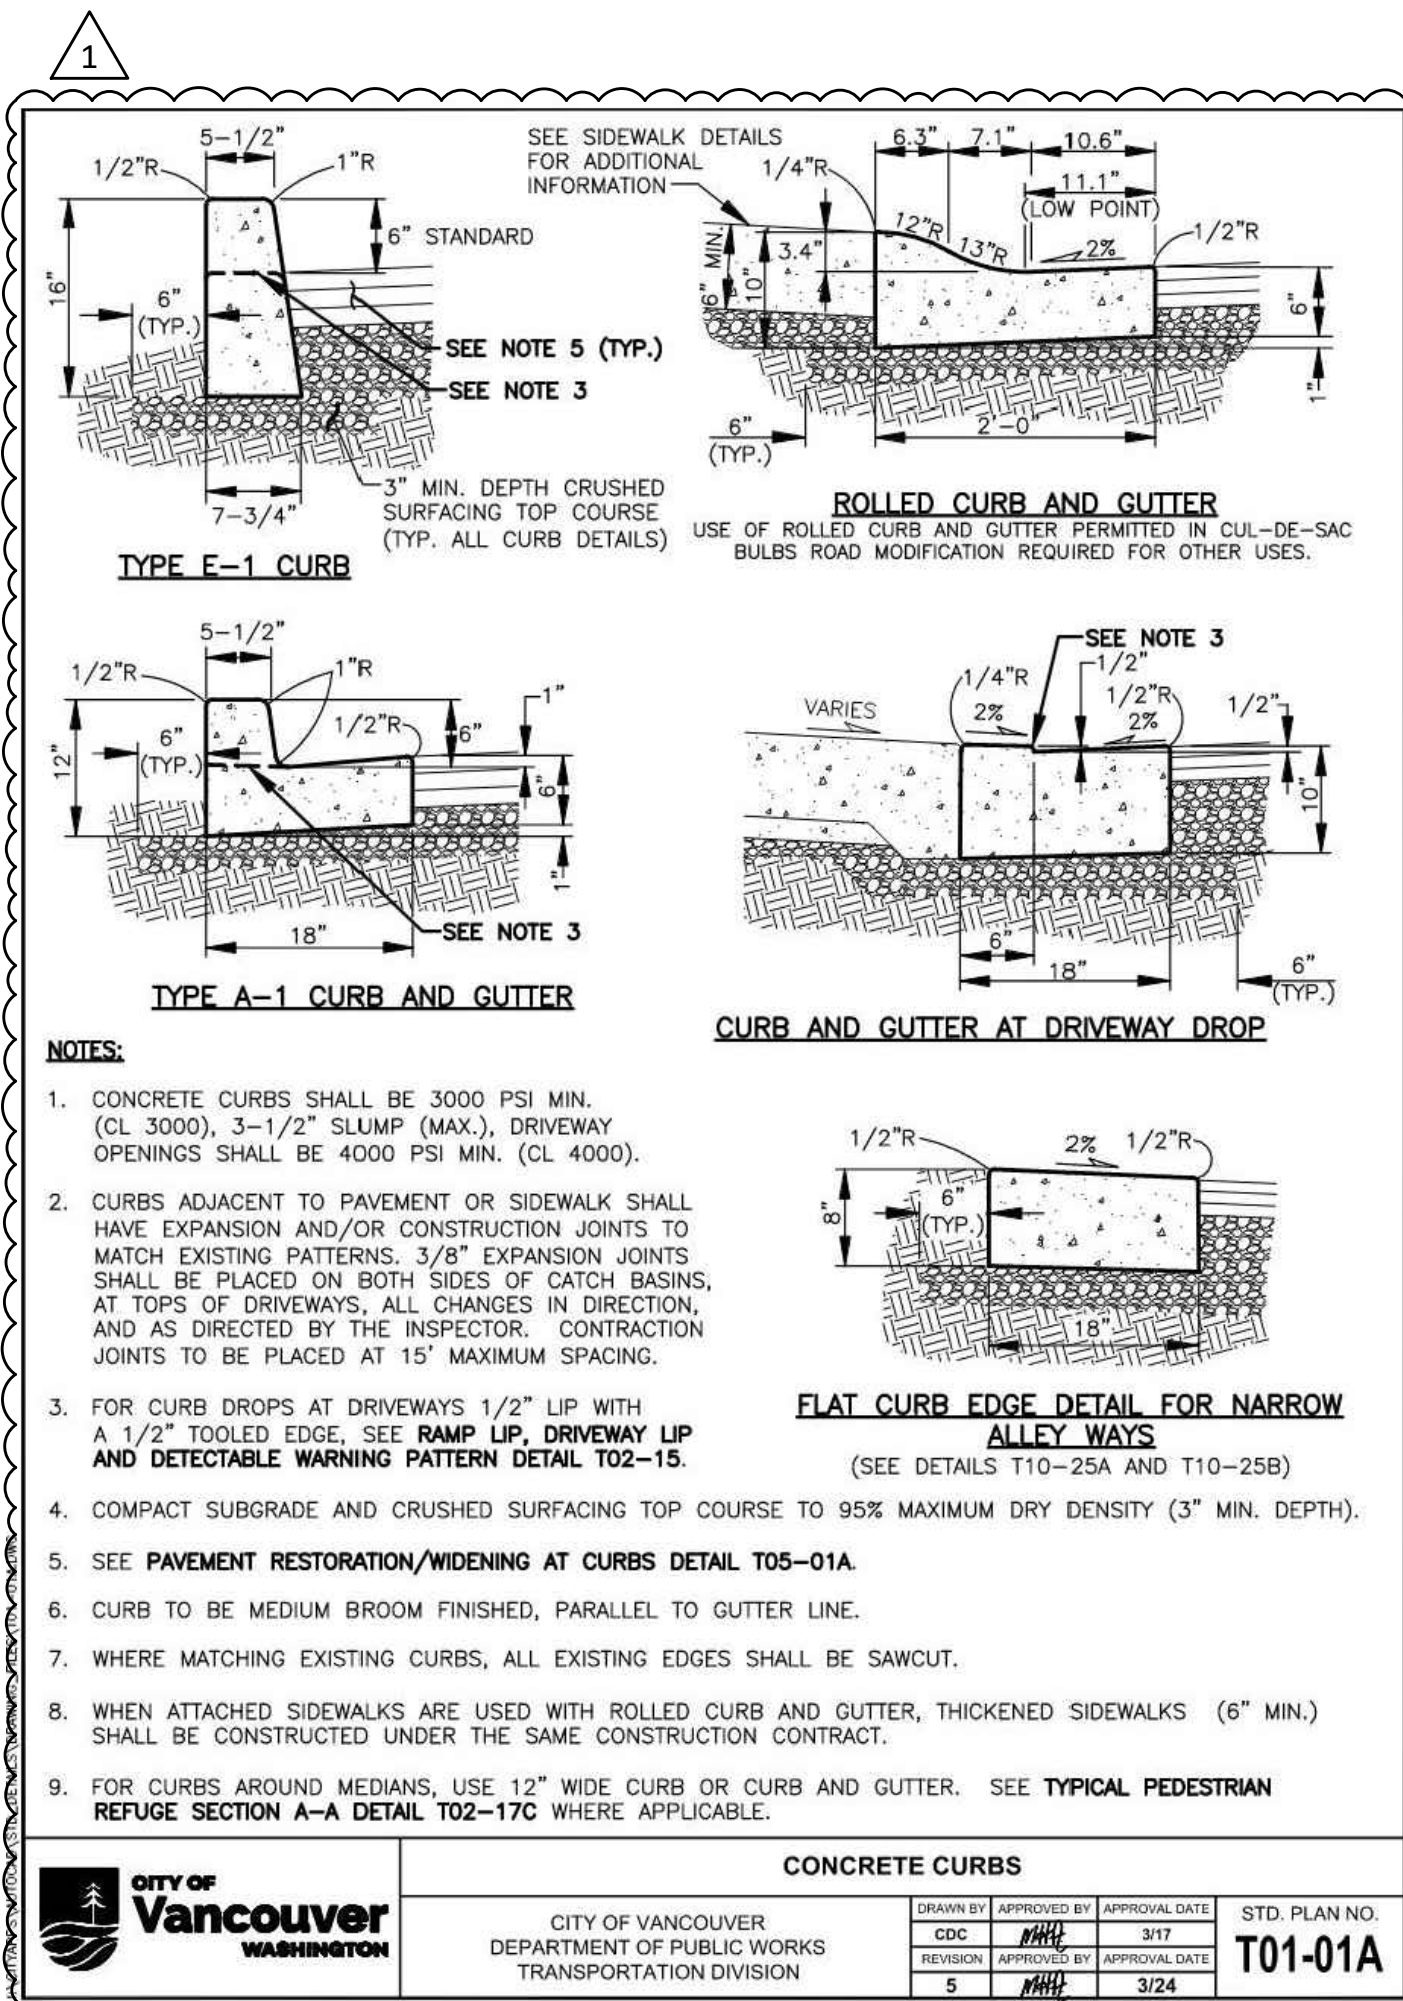 1
5-1/2"
1/2"R
1"R
6" STANDARD
16"
6"
(TYP.)
SEE NOTE 5 (TYP.)
SEE NOTE 3
3" MIN. DEPTH CRUSHED
SURFACING TOP COURSE
(TYP. ALL CURB DETAILS)
7-3/4"
TYPE E-1 CURB
SEE SIDEWALK DETAILS
FOR ADDITIONAL
INFORMATION
6.3"
7.1"
10.6"
1/4"R
11.1"
(LOW POINT)
12"R
13"R
2%
1/2"R
6" MIN.
10"
3.4"
6"
1"
6"
(TYP.)
2'-0"
ROLLED CURB AND GUTTER
USE OF ROLLED CURB AND GUTTER PERMITTED IN CUL-DE-SAC
BULBS ROAD MODIFICATION REQUIRED FOR OTHER USES.
5-1/2"
1/2"R
1"R
1/2"R
6"
1"
12"
6"
(TYP.)
6"
1"
18"
SEE NOTE 3
TYPE A-1 CURB AND GUTTER
SEE NOTE 3
1/4"R
1/2"
1/2"R
1/2"
VARIES
2%
2%
10"
6"
18"
6"
(TYP.)
CURB AND GUTTER AT DRIVEWAY DROP
NOTES:
1. CONCRETE CURBS SHALL BE 3000 PSI MIN.
(CL 3000), 3-1/2" SLUMP (MAX.), DRIVEWAY
OPENINGS SHALL BE 4000 PSI MIN. (CL 4000).
2. CURBS ADJACENT TO PAVEMENT OR SIDEWALK SHALL
HAVE EXPANSION AND/OR CONSTRUCTION JOINTS TO
MATCH EXISTING PATTERNS. 3/8" EXPANSION JOINTS
SHALL BE PLACED ON BOTH SIDES OF CATCH BASINS,
AT TOPS OF DRIVEWAYS, ALL CHANGES IN DIRECTION,
AND AS DIRECTED BY THE INSPECTOR. CONTRACTION
JOINTS TO BE PLACED AT 15' MAXIMUM SPACING.
3. FOR CURB DROPS AT DRIVEWAYS 1/2" LIP WITH
A 1/2" TOOLED EDGE, SEE RAMP LIP, DRIVEWAY LIP
AND DETECTABLE WARNING PATTERN DETAIL T02-15.
1/2"R
2%
1/2"R
8"
6"
(TYP.)
18"
FLAT CURB EDGE DETAIL FOR NARROW
ALLEY WAYS
(SEE DETAILS T10-25A AND T10-25B)
4. COMPACT SUBGRADE AND CRUSHED SURFACING TOP COURSE TO 95% MAXIMUM DRY DENSITY (3" MIN. DEPTH).
5. SEE PAVEMENT RESTORATION/WIDENING AT CURBS DETAIL T05-01A.
6. CURB TO BE MEDIUM BROOM FINISHED, PARALLEL TO GUTTER LINE.
7. WHERE MATCHING EXISTING CURBS, ALL EXISTING EDGES SHALL BE SAWCUT.
8. WHEN ATTACHED SIDEWALKS ARE USED WITH ROLLED CURB AND GUTTER, THICKENED SIDEWALKS (6" MIN.)
SHALL BE CONSTRUCTED UNDER THE SAME CONSTRUCTION CONTRACT.
9. FOR CURBS AROUND MEDIANS, USE 12" WIDE CURB OR CURB AND GUTTER. SEE TYPICAL PEDESTRIAN
REFUGE SECTION A-A DETAIL T02-17C WHERE APPLICABLE.
CITY OF
Vancouver
WASHINGTON
CONCRETE CURBS
CITY OF VANCOUVER
DEPARTMENT OF PUBLIC WORKS
TRANSPORTATION DIVISION
DRAWN BY APPROVED BY APPROVAL DATE
CDC 3/17
REVISION APPROVED BY APPROVAL DATE
5 3/24
STD. PLAN NO.
T01-01A